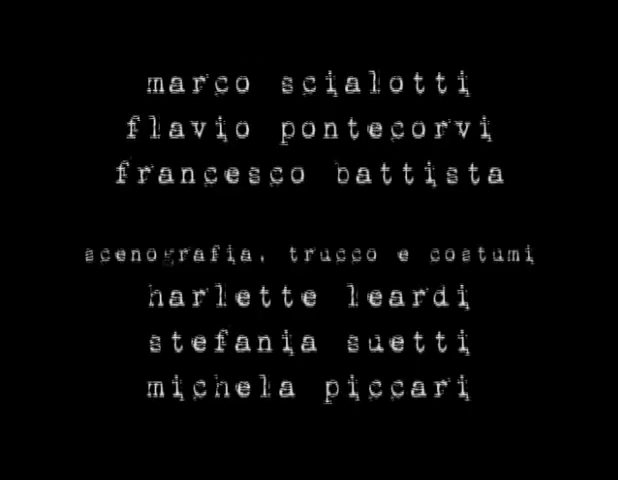 marco scialotti
flavio pontecorvi
francesco battista
scenografia, trucco e costumi
harlette leardi
stefania suetti
michela piccari